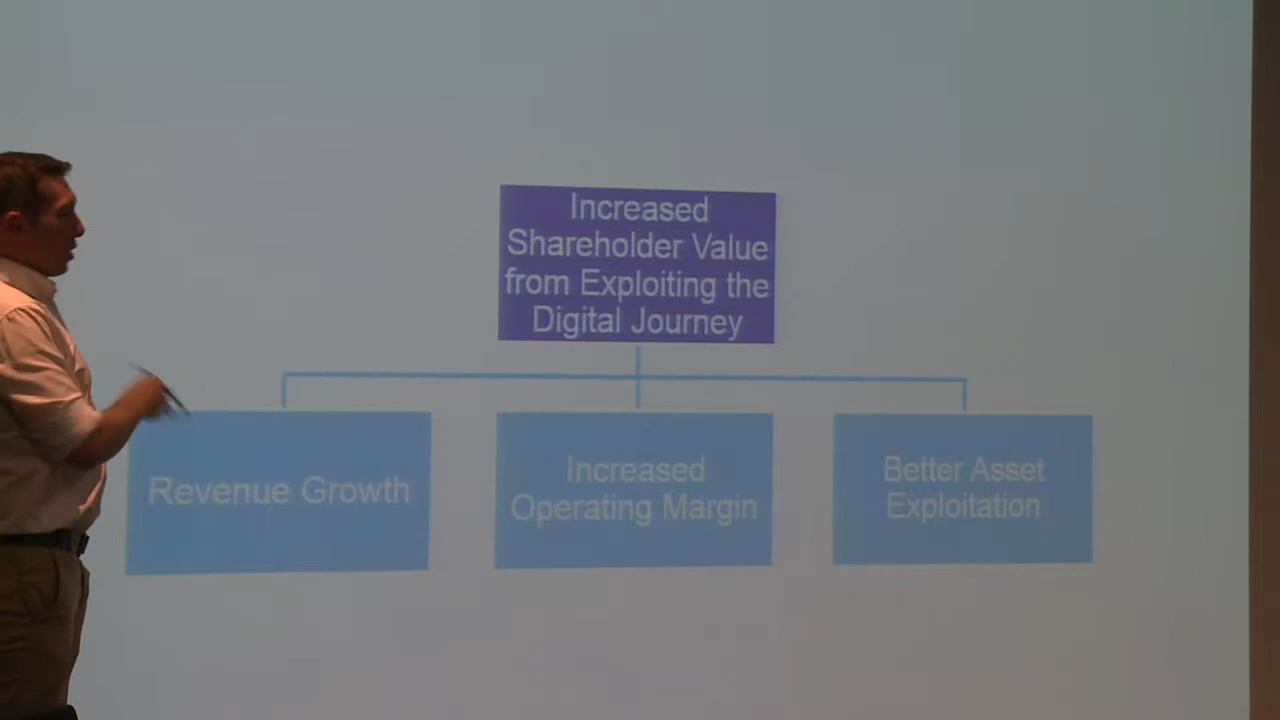 Increased
Shareholder Value
from Exploiting the
Digital Journey
Revenue Growth
Increased
Operating Margin
Better Asset
Exploitation